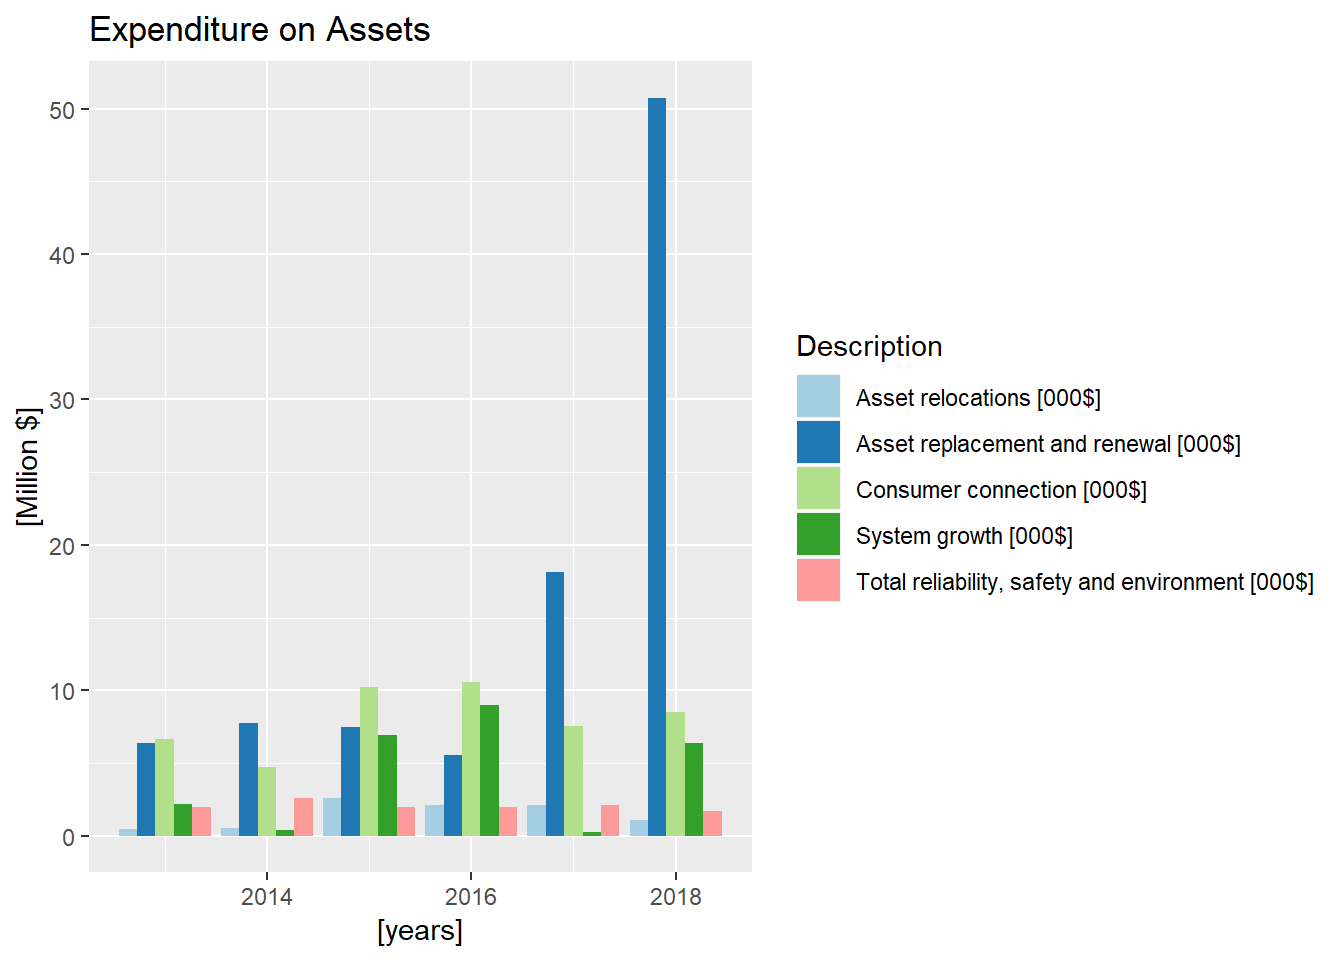 Expenditure on Assets
[Million $]
50
40
30
20
10
0
2014 2016 2018
[years]
Description
Asset relocations [000$]
Asset replacement and renewal [000$]
Consumer connection [000$]
System growth [000$]
Total reliability, safety and environment [000$]